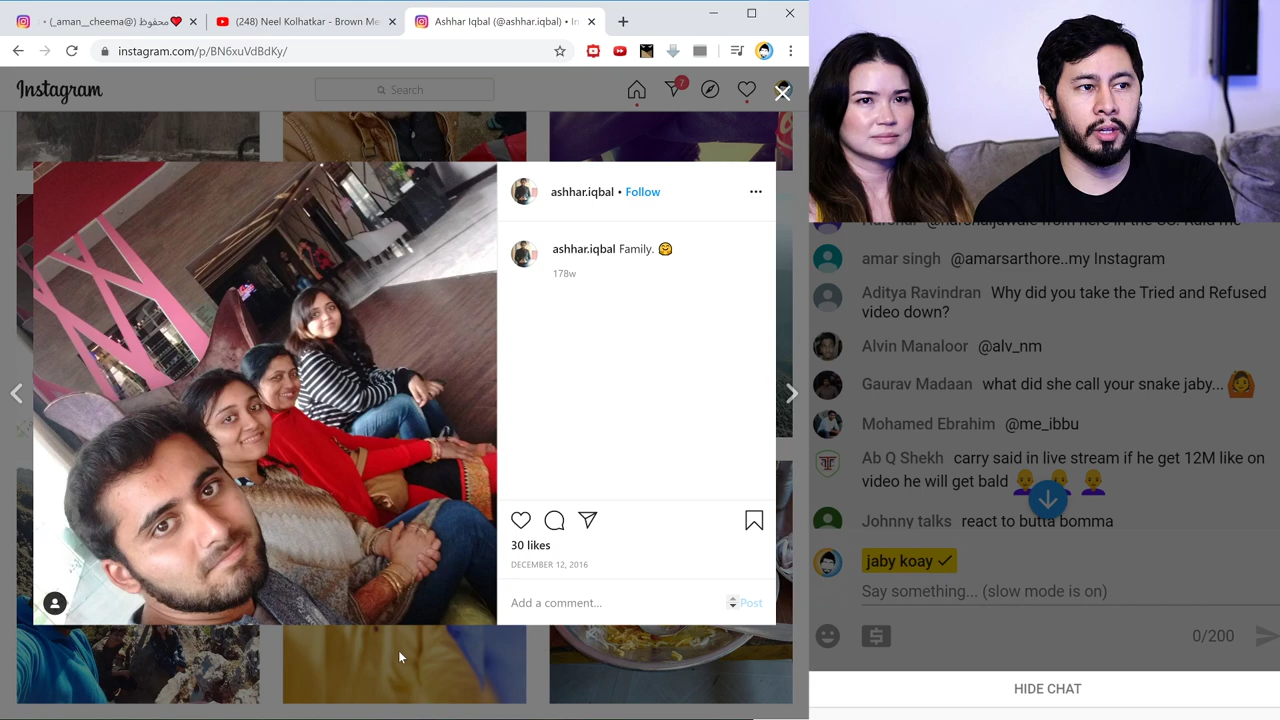 محفوظ❤️ (@_aman__cheema) •
(248) Neel Kolhatkar - Brown Me
Ashhar Iqbal (@ashhar.iqbal) • In
instagram.com/p/BN6xuVdBdKy/
Instagram
Search
7
ashhar.iqbal • Follow
ashhar.iqbal Family. 🤗
178w
30 likes
DECEMBER 12, 2016
Add a comment...
Post
amar singh @amarsarthore..my Instagram
Aditya Ravindran Why did you take the Tried and Refused
video down?
Alvin Manaloor @alv_nm
Gaurav Madaan what did she call your snake jaby... 🙆
Mohamed Ebrahim @me_ibbu
Ab Q Shekh carry said in live stream if he get 12M like on
video he will get bald
Johnny talks react to butta bomma
jaby koay ✓
Say something... (slow mode is on)
0/200
HIDE CHAT